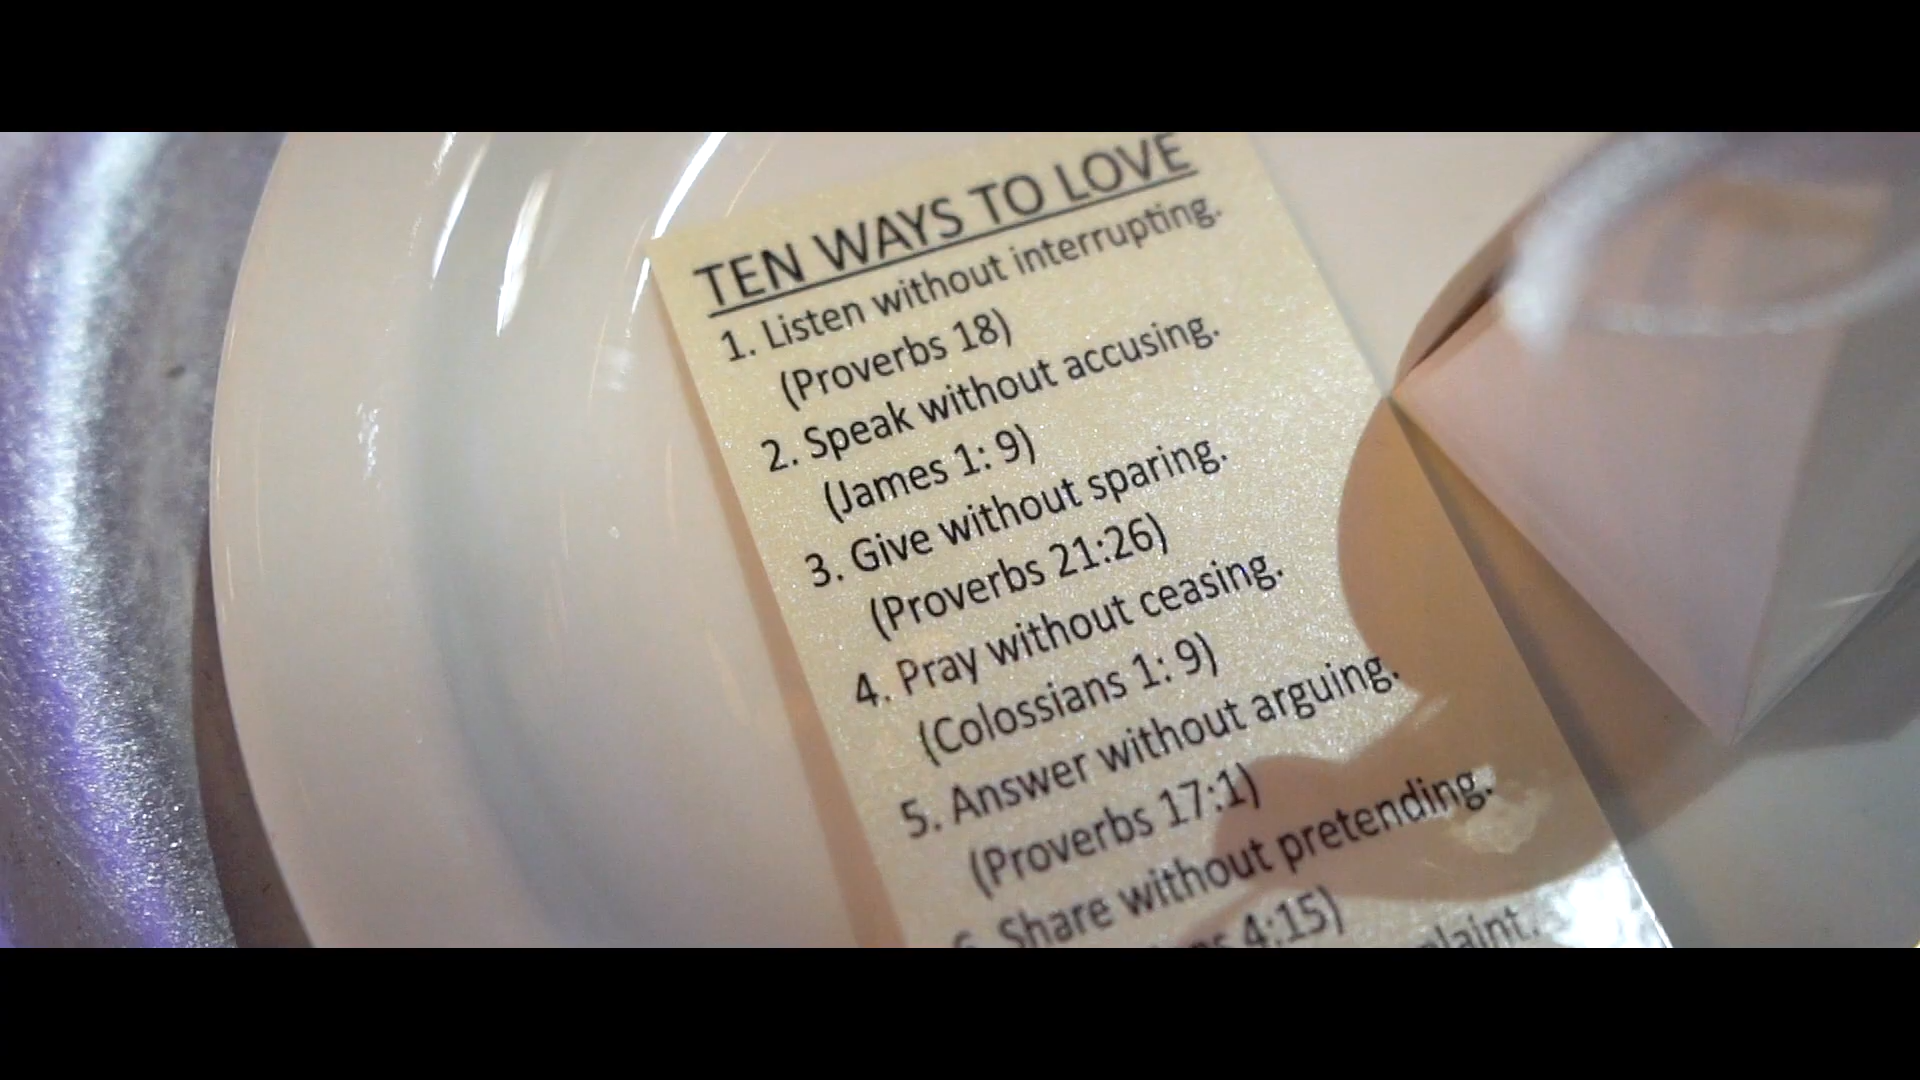 TEN WAYS TO LOVE
1. Listen without interrupting.
(Proverbs 18)
2. Speak without accusing.
(James 1: 9)
3. Give without sparing.
(Proverbs 21:26)
4. Pray without ceasing.
(Colossians 1: 9)
5. Answer without arguing.
(Proverbs 17:1)
6. Share without pretending.
4:15)